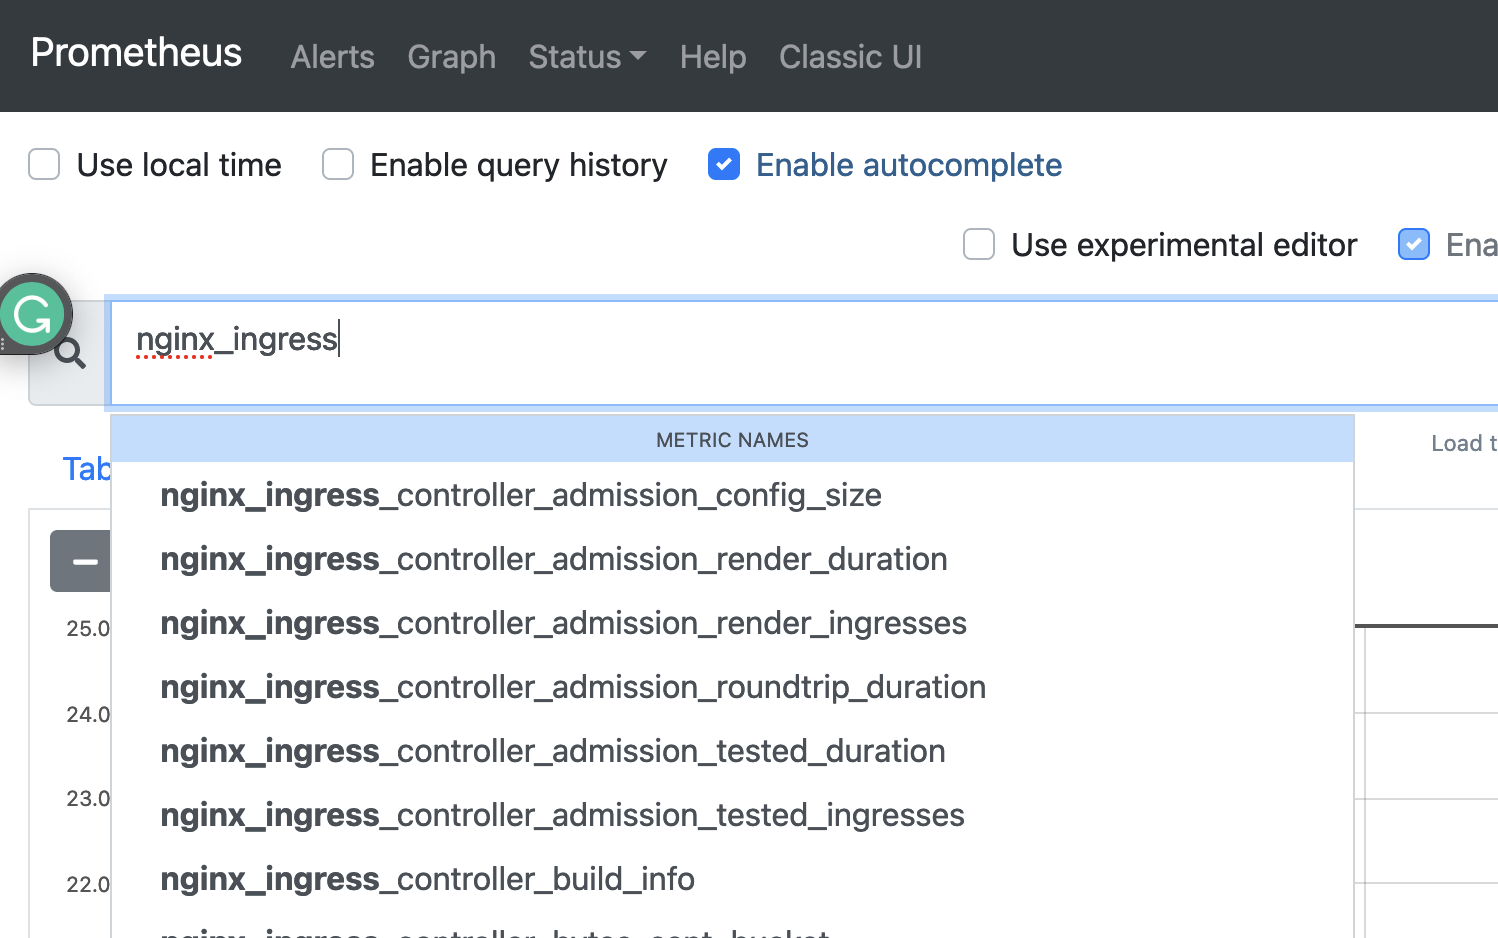 Prometheus Alerts Graph Status Help Classic UI
Use local time Enable query history Enable autocomplete
Use experimental editor Ena
nginx_ingress
METRIC NAMES
Load t
Tab
nginx_ingress_controller_admission_config_size
nginx_ingress_controller_admission_render_duration
nginx_ingress_controller_admission_render_ingresses
25.0
nginx_ingress_controller_admission_roundtrip_duration
24.0
nginx_ingress_controller_admission_tested_duration
23.0
nginx_ingress_controller_admission_tested_ingresses
nginx_ingress_controller_build_info
22.0
nginx_ingress_controller_bytes_sent_bucket